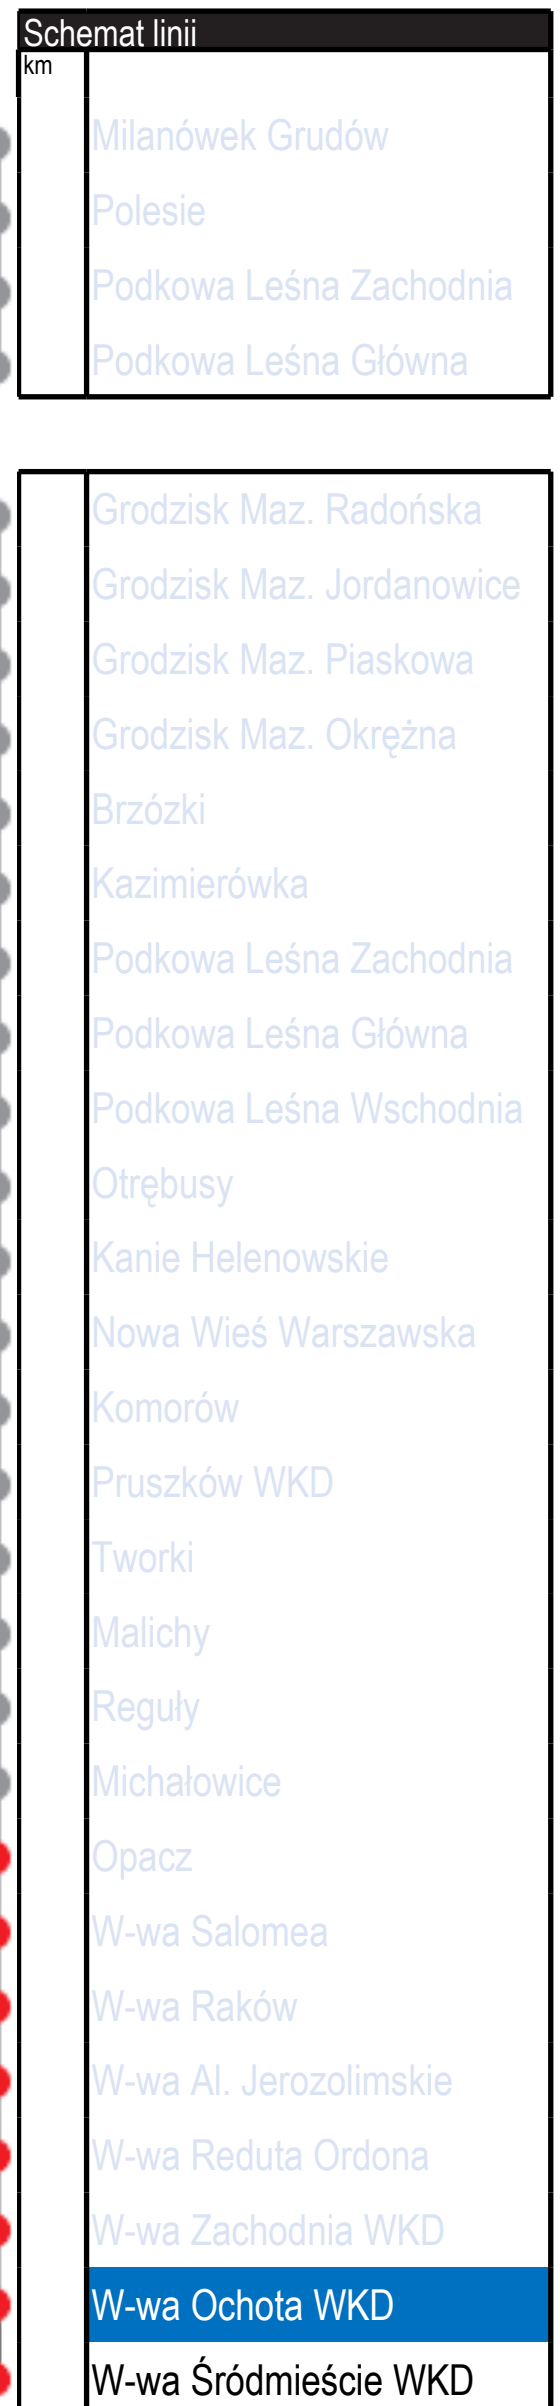 Schemat linii
km
Milanówek Grudów
Polesie
Podkowa Leśna Zachodnia
Podkowa Leśna Główna
Grodzisk Maz. Radońska
Grodzisk Maz. Jordanowice
Grodzisk Maz. Piaskowa
Grodzisk Maz. Okrężna
Brzózki
Kazimierówka
Podkowa Leśna Zachodnia
Podkowa Leśna Główna
Podkowa Leśna Wschodnia
Otrębusy
Kanie Helenowskie
Nowa Wieś Warszawska
Komorów
Pruszków WKD
Tworki
Malichy
Reguły
Michałowice
Opacz
W-wa Salomea
W-wa Raków
W-wa Al. Jerozolimskie
W-wa Reduta Ordona
W-wa Zachodnia WKD
W-wa Ochota WKD
W-wa Śródmieście WKD